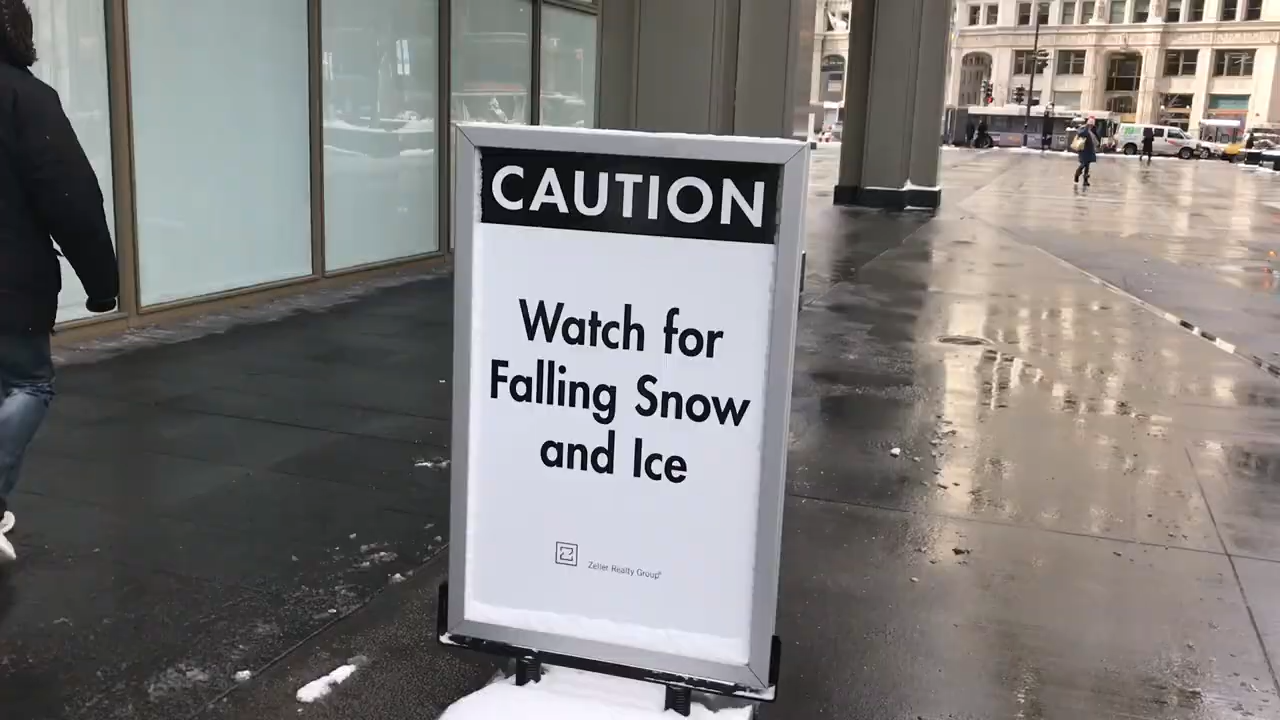 CAUTION
Watch for
Falling Snow
and Ice
Z
Zeller Realty Group®